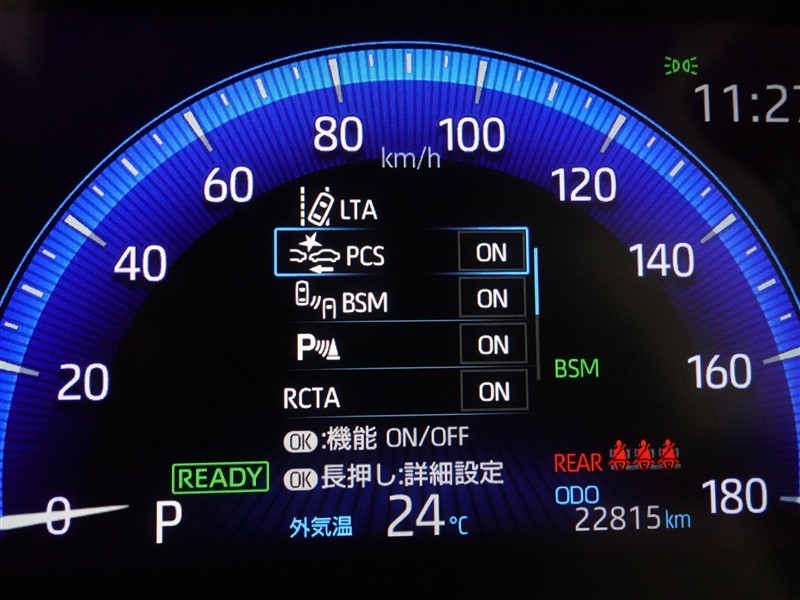 11:27
80
100
km/h
60
120
LTA
40
PCS ON
140
BSM ON
P ON
20
BSM
160
RCTA ON
OK:機能 ON/OFF
READY
OK長押し:詳細設定
REAR
0
P
外気温 24℃
ODO
22815km
180